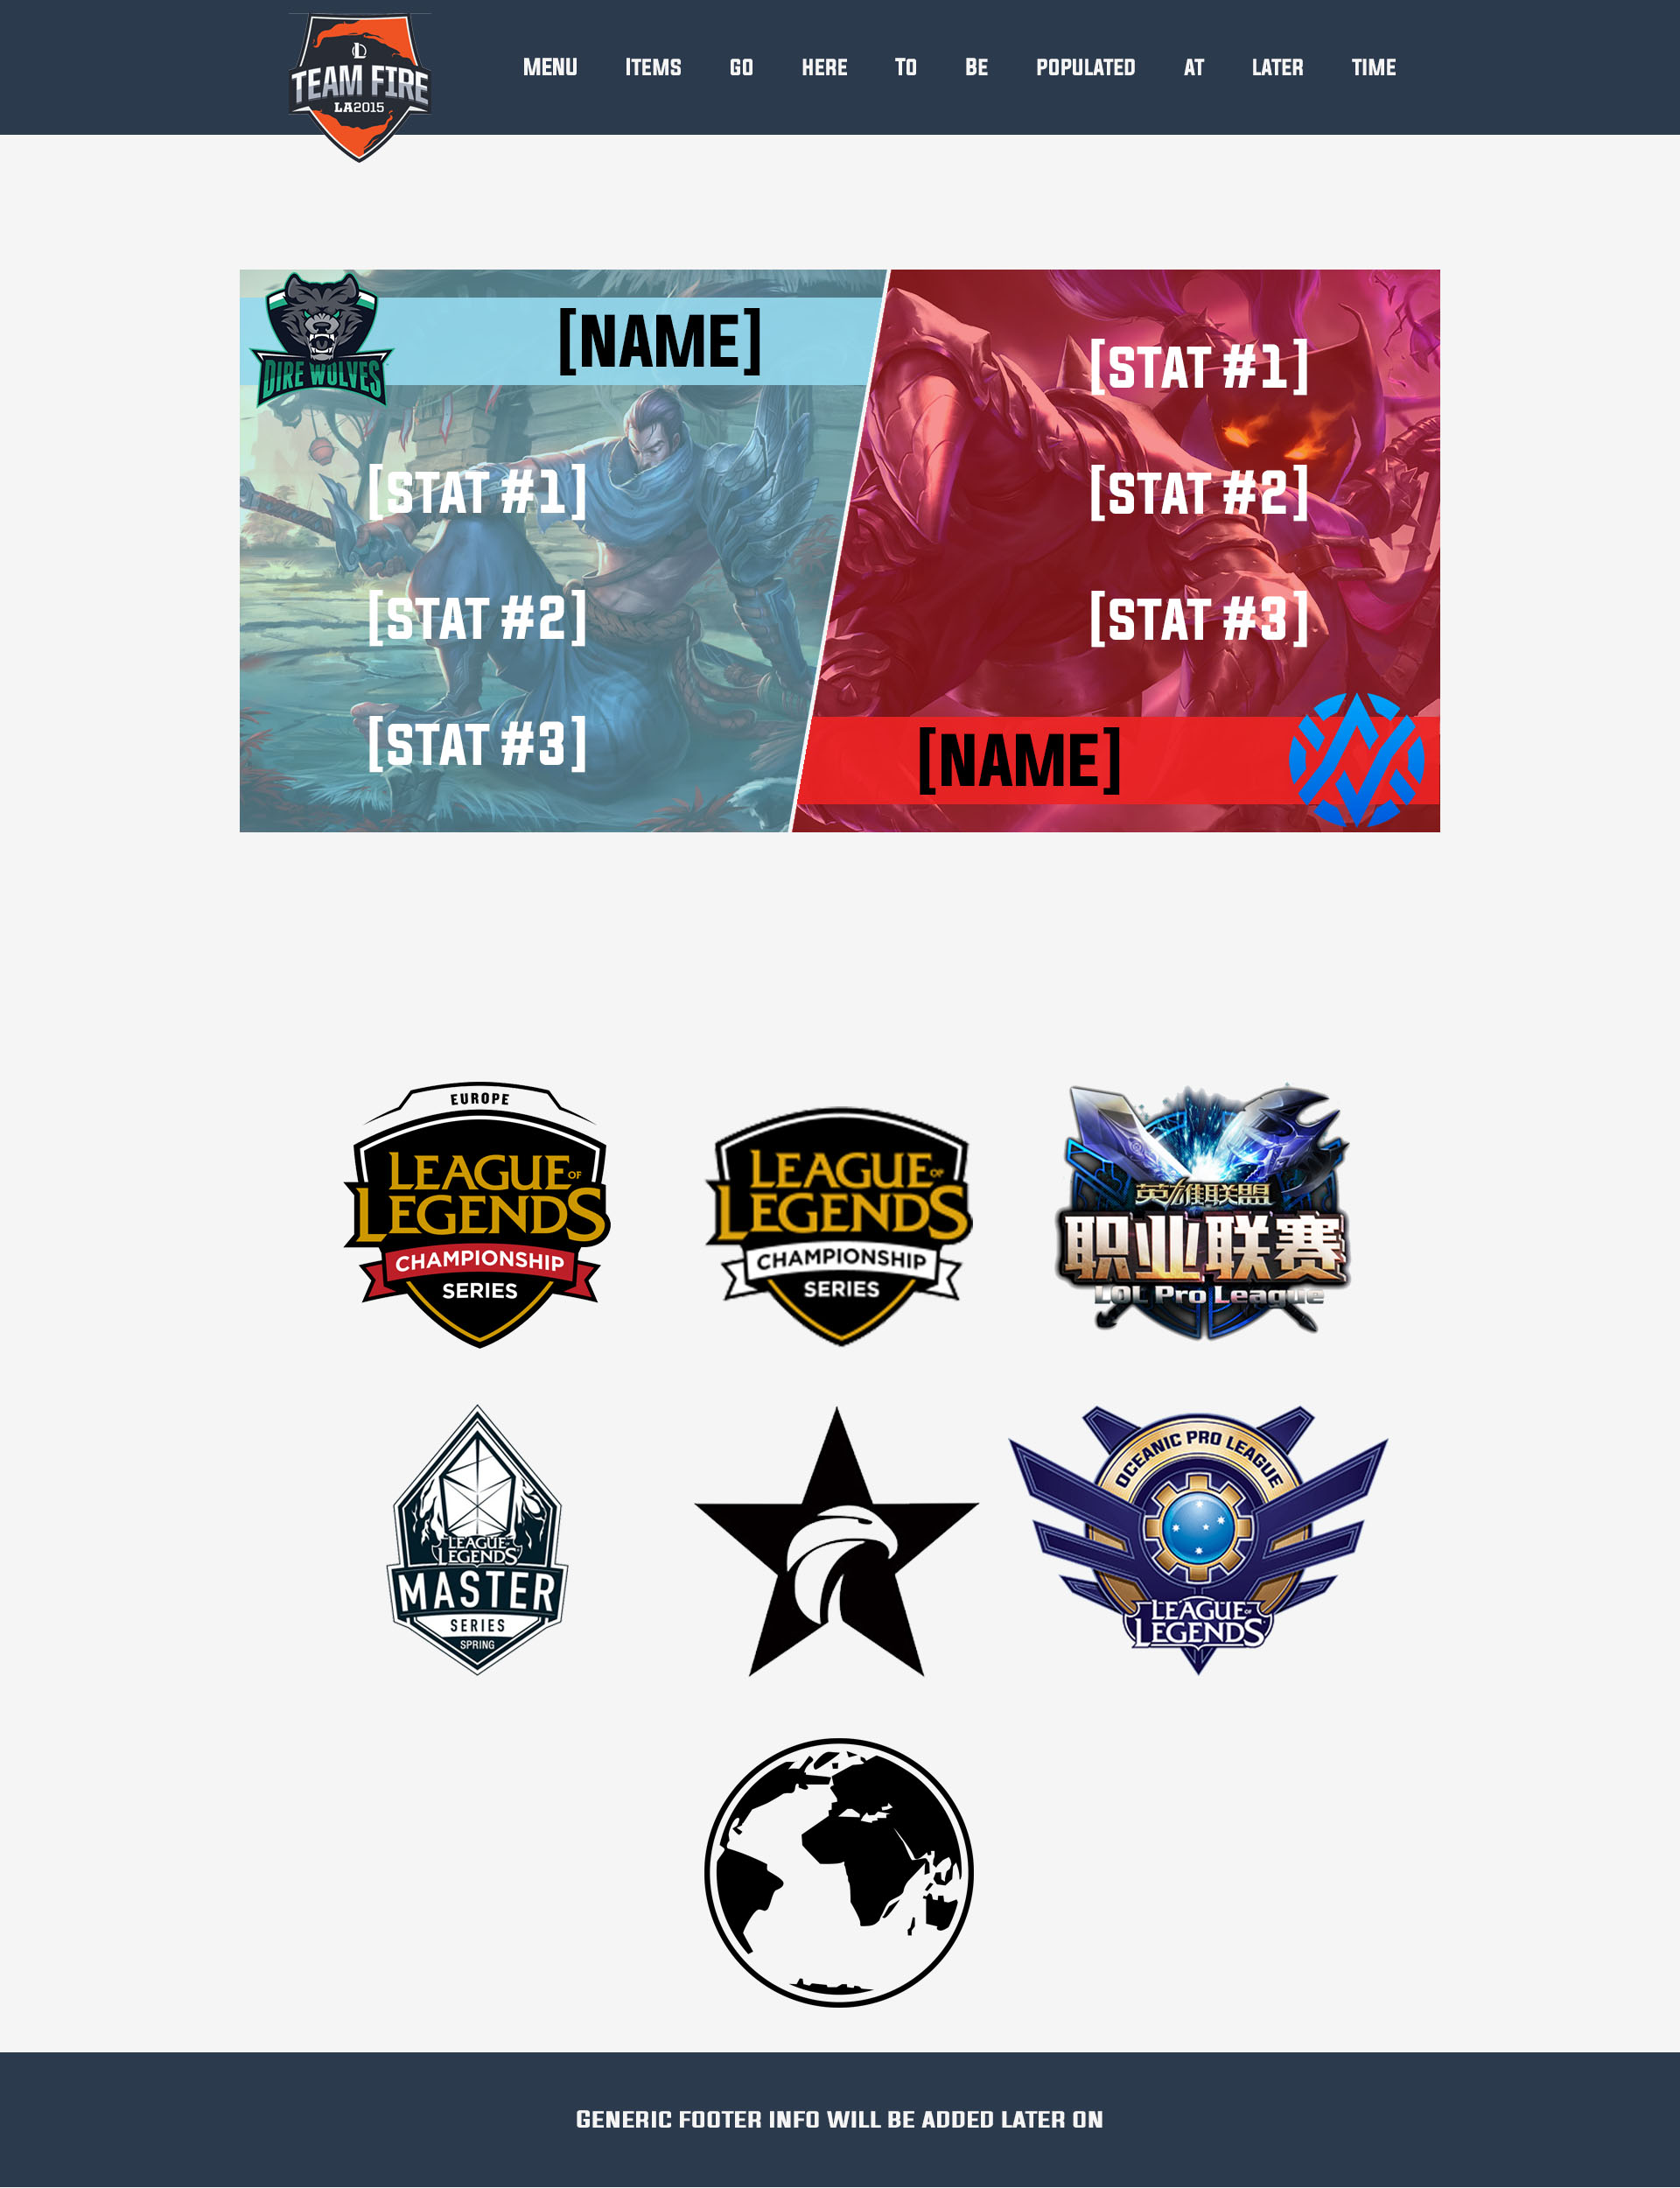 TEAM FIRE
LA2015
MENU Items go here To Be populated at later time
DIRE WOLVES
[NAME]
[STAT #1]
[STAT #2]
[STAT #3]
[STAT #1]
[STAT #2]
[STAT #3]
[NAME]
EUROPE
LEAGUE OF
LEGENDS
CHAMPIONSHIP
SERIES
LEAGUE OF
LEGENDS
CHAMPIONSHIP
SERIES
英雄联盟
职业联赛
LOL Pro League
LEAGUE OF
LEGENDS
MASTER
SERIES
SPRING
OCEANIC PRO LEAGUE
LEAGUE OF
LEGENDS
Generic footer info will be added later on